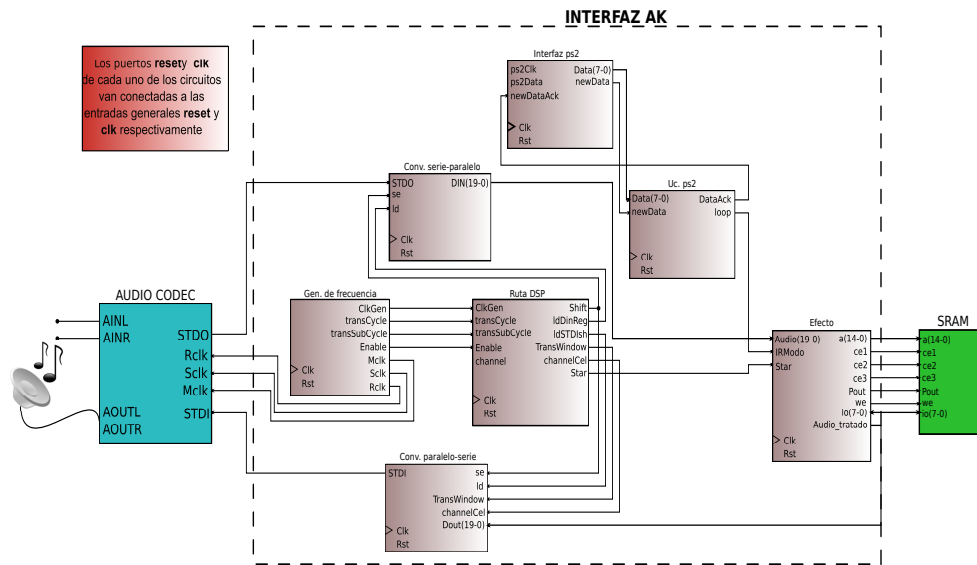 INTERFAZ AK
Los puertos resety clk
de cada uno de los circuitos
van conectadas a las
entradas generales reset y
clk respectivamente
Interfaz ps2
ps2Clk
ps2Data
newDataAck
Clk
Rst
Data(7-0)
newData
Conv. serie-paralelo
STDO
se
ld
Clk
Rst
DIN(19-0)
Uc. ps2
Data(7-0)
newData
Clk
Rst
DataAck
loop
AUDIO CODEC
AINL
AINR
AOUTL
AOUTR
STDO
Rclk
Sclk
Mclk
STDI
Gen. de frecuencia
ClkGen
transCycle
transSubCycle
Enable
Mclk
Sclk
Rclk
Clk
Rst
Ruta DSP
ClkGen
transCycle
transSubCycle
Enable
channel
Clk
Rst
Shift
ldDinReg
ldSTDIsh
TransWindow
channelCel
Star
Efecto
Audio(19 0)
IRModo
Star
Clk
Rst
a(14-0)
ce1
ce2
ce3
Pout
we
Io(7-0)
Audio_tratado
SRAM
a(14-0)
ce1
ce2
ce3
Pout
we
io(7-0)
Conv. paralelo-serie
STDI
Clk
Rst
se
ld
TransWindow
channelCel
Dout(19-0)